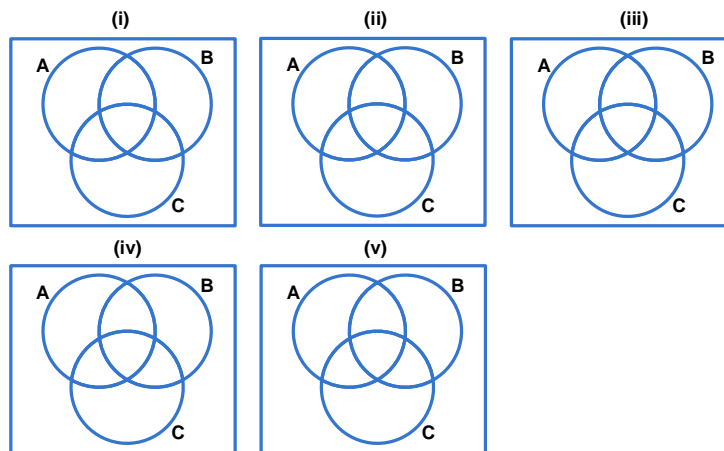 (i) (ii) (iii)
A B A B A B
C C C
(iv) (v)
A B A B
C C